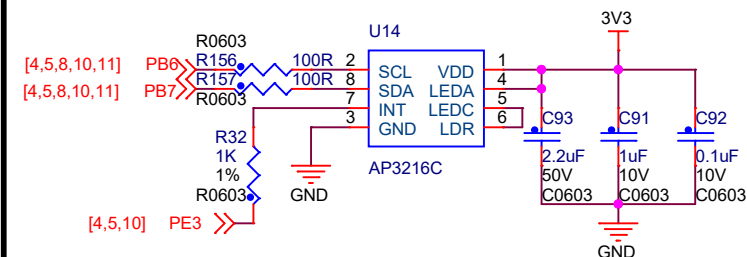 3V3
U14
R0603
[4,5,8,10,11] PB6 R156 100R 2 SCL VDD 1
[4,5,8,10,11] PB7 R157 100R 8 SDA LEDA 4
R0603
7 INT LEDC 5
3 GND LDR 6
C93 C91 C92
R32
1K
1%
R0603
AP3216C
2.2uF 1uF 0.1uF
50V 10V 10V
C0603 C0603 C0603
GND
[4,5,10] PE3
GND